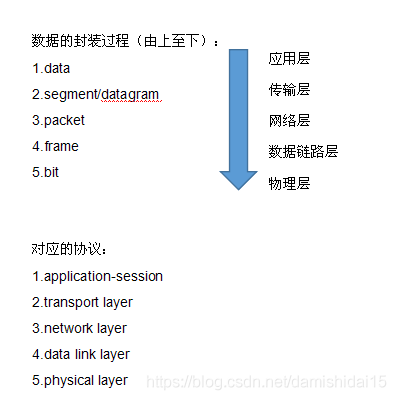 数据的封装过程（由上至下）：
1.data
2.segment/datagram
3.packet
4.frame
5.bit
应用层
传输层
网络层
数据链路层
物理层
对应的协议：
1.application-session
2.transport layer
3.network layer
4.data link layer
5.physical layer
https://blog.csdn.net/damishidai15